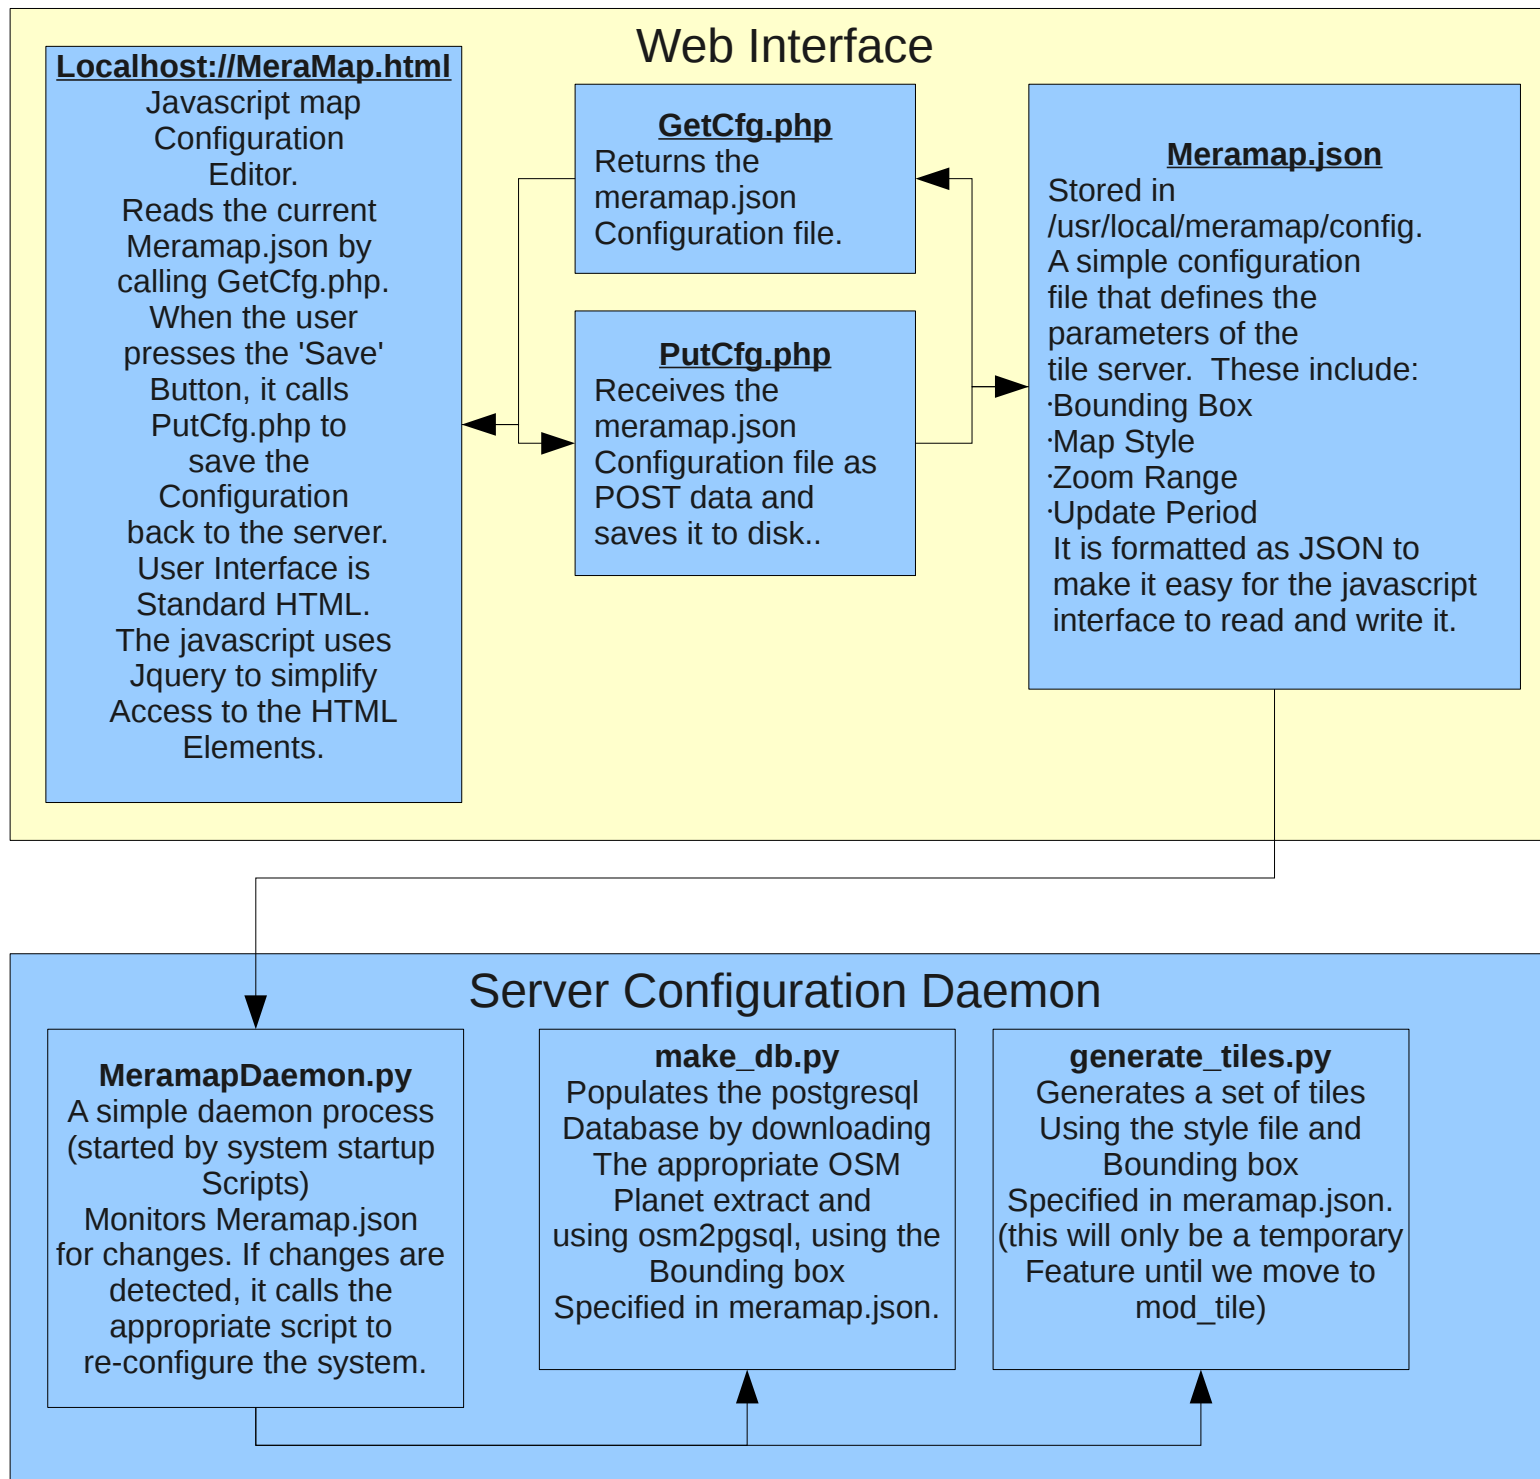 Web Interface
Localhost://MeraMap.html
Javascript map
Configuration
Editor.
Reads the current
Meramap.json by
calling GetCfg.php.
When the user
presses the 'Save'
Button, it calls
PutCfg.php to
save the
Configuration
back to the server.
User Interface is
Standard HTML.
The javascript uses
Jquery to simplify
Access to the HTML
Elements.
GetCfg.php
Returns the
meramap.json
Configuration file.
PutCfg.php
Receives the
meramap.json
Configuration file as
POST data and
saves it to disk..
Meramap.json
Stored in
/usr/local/meramap/config.
A simple configuration
file that defines the
parameters of the
tile server.  These include:
·Bounding Box
·Map Style
·Zoom Range
·Update Period
It is formatted as JSON to
make it easy for the javascript
interface to read and write it.
Server Configuration Daemon
MeramapDaemon.py
A simple daemon process
(started by system startup
Scripts)
Monitors Meramap.json
for changes. If changes are
detected, it calls the
appropriate script to
re-configure the system.
make_db.py
Populates the postgresql
Database by downloading
The appropriate OSM
Planet extract and
using osm2pgsql, using the
Bounding box
Specified in meramap.json.
generate_tiles.py
Generates a set of tiles
Using the style file and
Bounding box
Specified in meramap.json.
(this will only be a temporary
Feature until we move to
mod_tile)